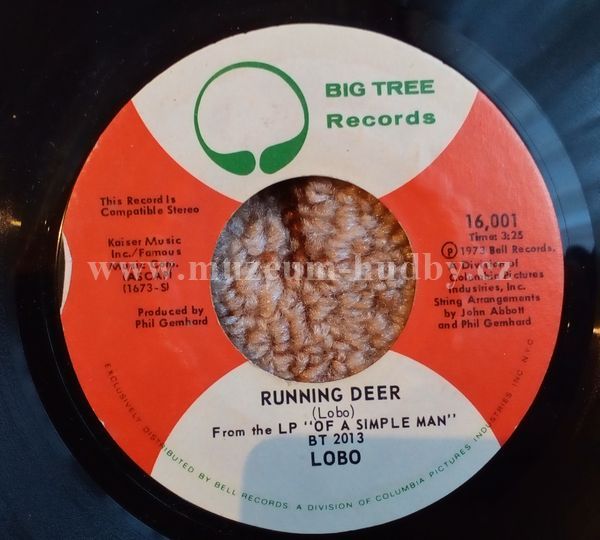 BIG TREE
Records
This Record Is
Compatible Stereo
Kaiser Music
Inc./Famous
Music Corp.
(ASCAP)
(1673-S)
Produced by
Phil Gernhard
16,001
Time: 3:25
Ⓟ 1973 Bell Records,
A Division of
Columbia Pictures
Industries, Inc.
String Arrangements
by John Abbott
and Phil Gernhard
www.muzeum-hudby.cz
RUNNING DEER
(Lobo)
From the LP "OF A SIMPLE MAN"
BT 2013
LOBO
EXCLUSIVELY DISTRIBUTED BY BELL RECORDS, A DIVISION OF COLUMBIA PICTURES INDUSTRIES INC. N.Y.C.